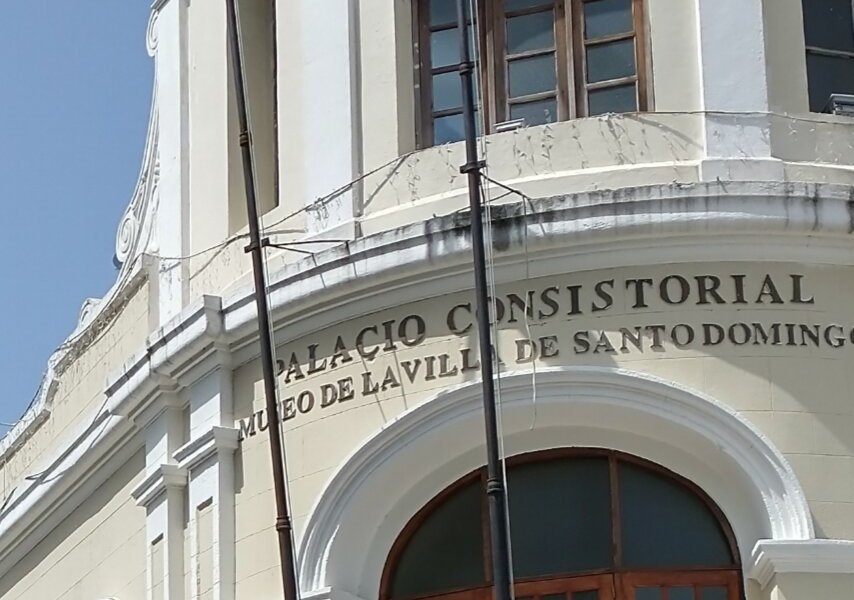 PALACIO CONSISTORIAL
MUSEO DE LA VILLA DE SANTO DOMINGO